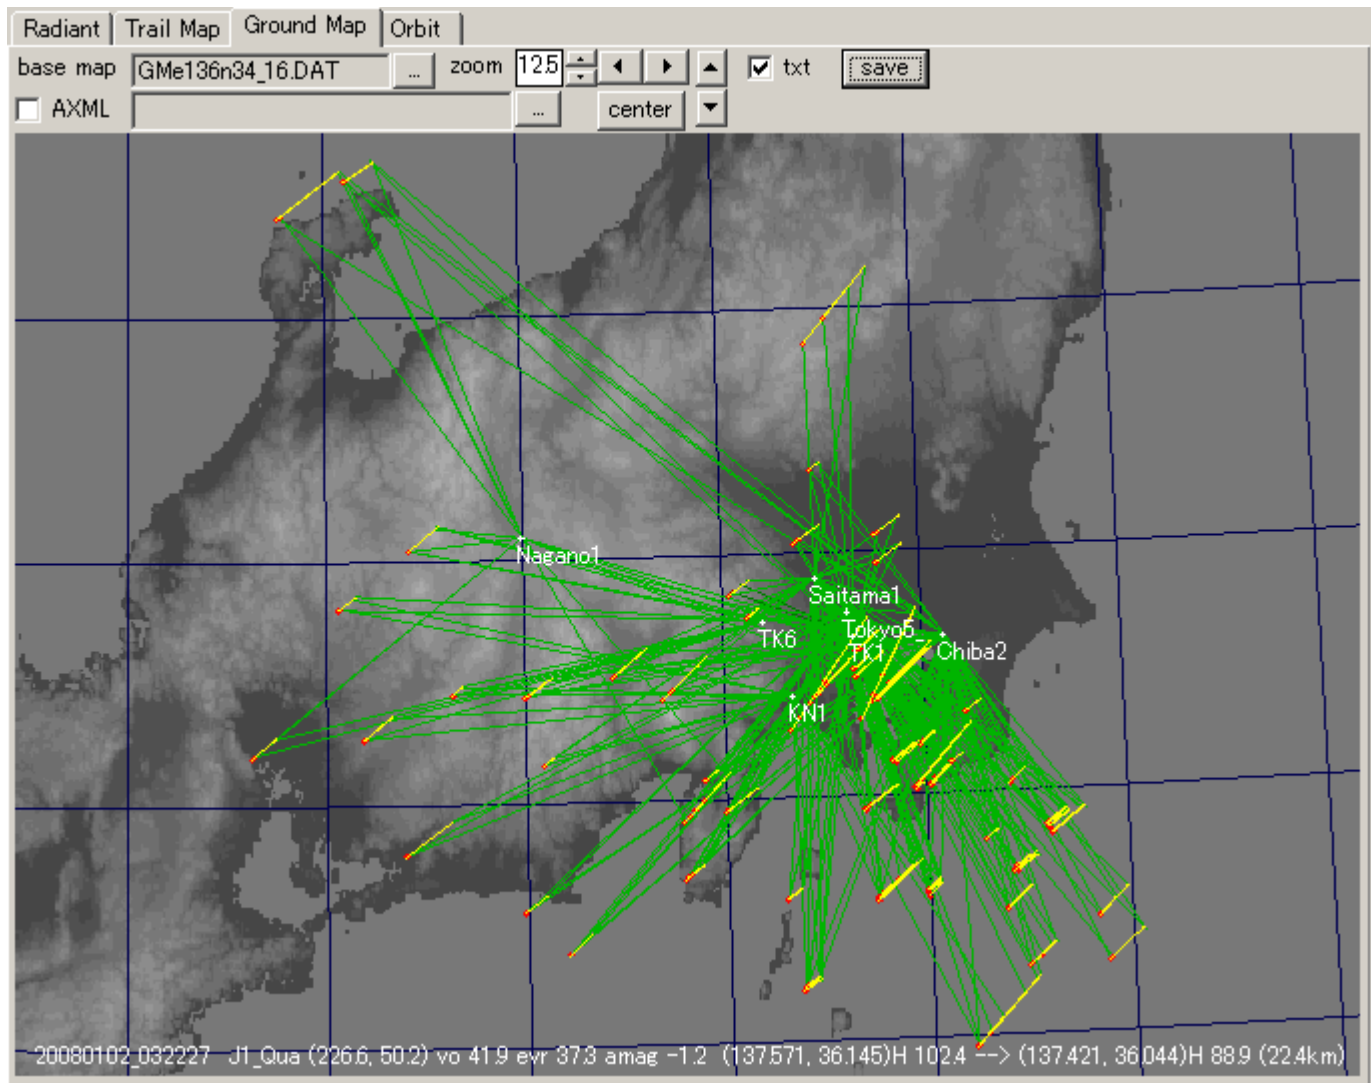 Radiant Trail Map Ground Map Orbit
base map GMe136n34_16.DAT ... zoom 12.5 txt save
AXML ... center
Nagano1
Saitama1
TK6 Tokyo5_
TK1 Chiba2
KN1
20080102_032227 J1_Qua (226.6, 50.2) vo 41.9 evr 37.3 amag -1.2 (137.571, 36.145)H 102.4 --> (137.421, 36.044)H 88.9 (22.4km)